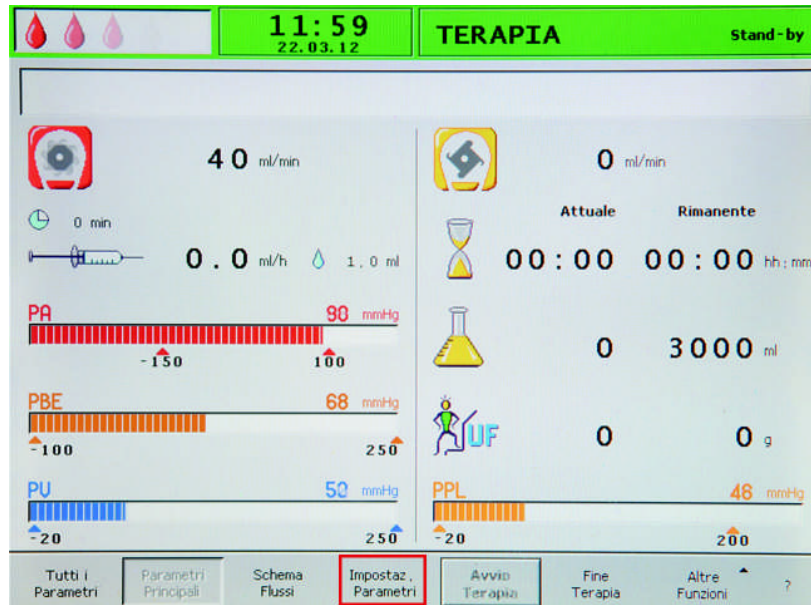 11:59
22.03.12
TERAPIA
Stand-by
40 ml/min
0 ml/min
0 min
Attuale Rimanente
0.0 ml/h 1.0 ml
00:00 00:00 hh:mm
PA 90 mmHg
-150 100
0 3000 ml
PBE 68 mmHg
-100 250
UF 0 0 g
PV 50 mmHg
-20 250
PPL 46 mmHg
-20 200
Tutti i Parametri
Parametri Principali
Schema Flussi
Impostaz. Parametri
Avvio Terapia
Fine Terapia
Altre Funzioni
?